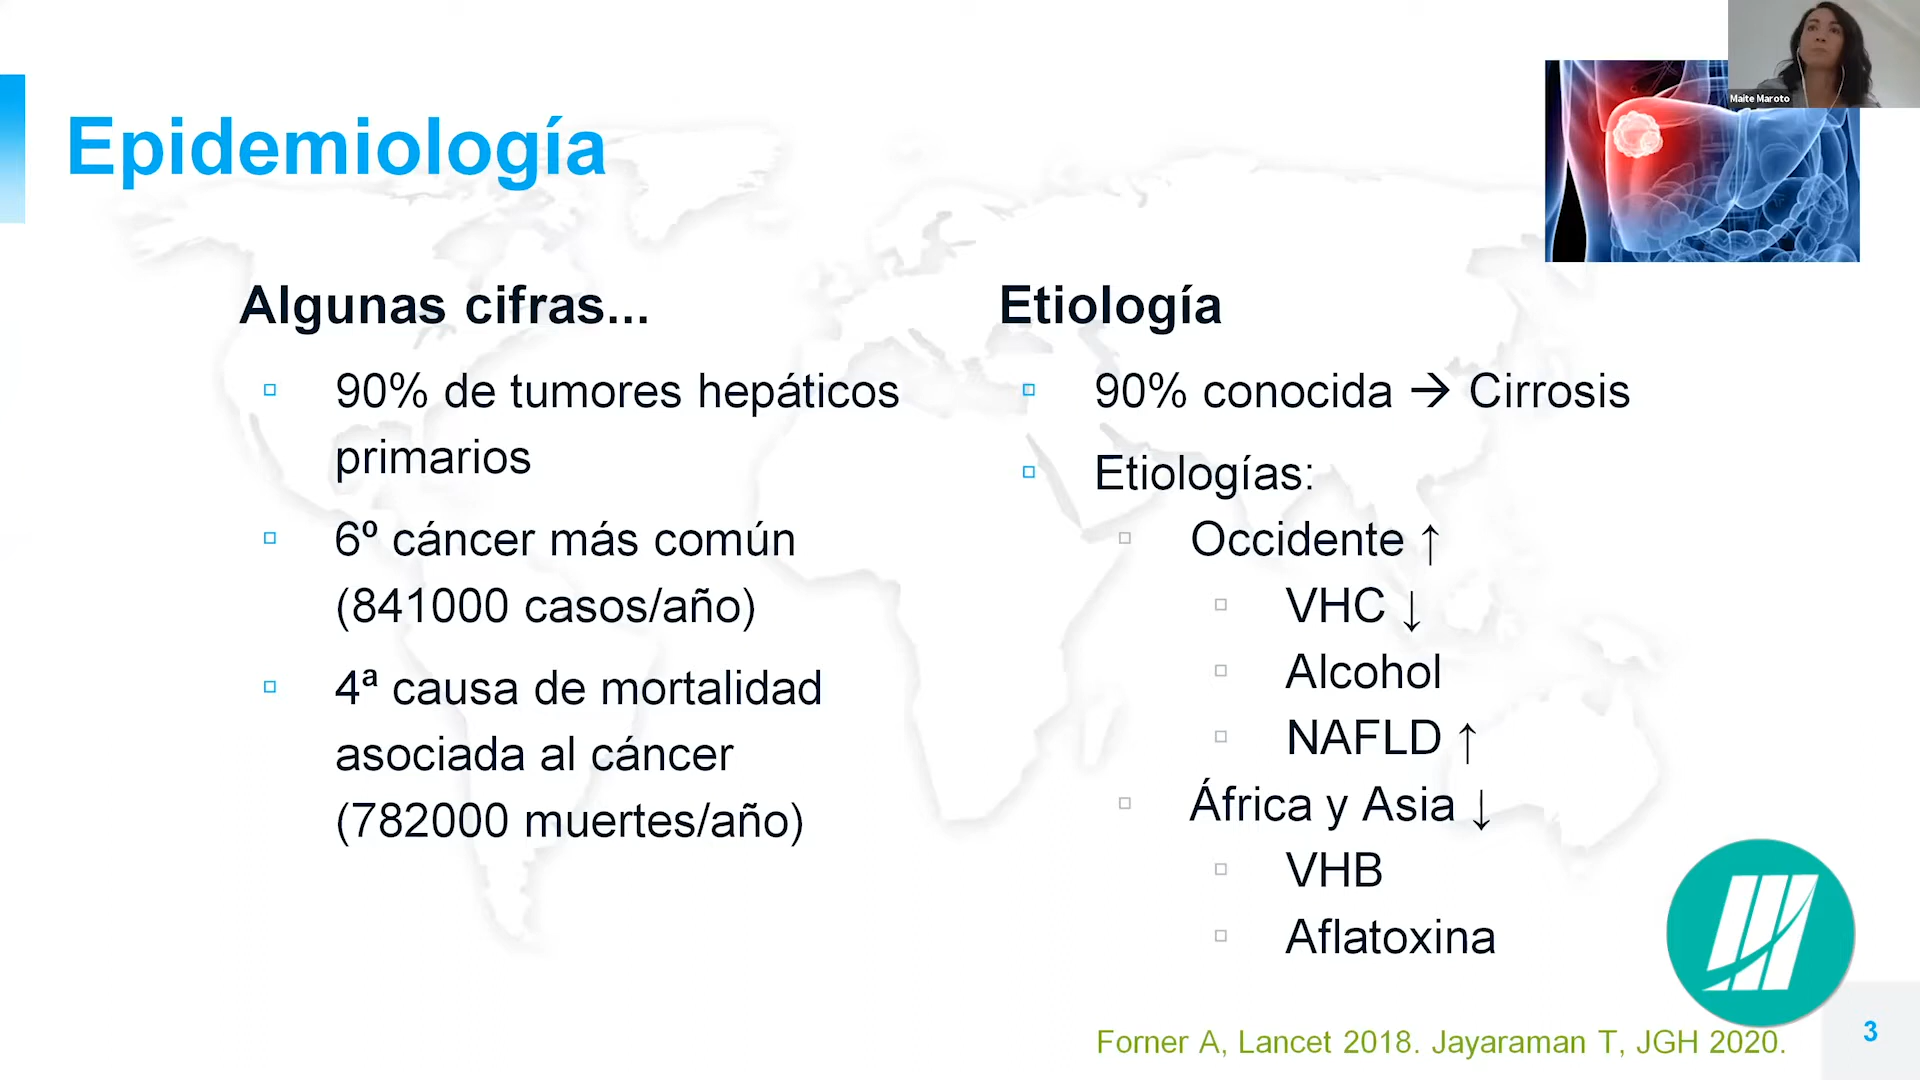 Maite Maroto
Epidemiología
Algunas cifras...
90% de tumores hepáticos
primarios
6º cáncer más común
(841000 casos/año)
4ª causa de mortalidad
asociada al cáncer
(782000 muertes/año)
Etiología
90% conocida → Cirrosis
Etiologías:
Occidente ↑
VHC ↓
Alcohol
NAFLD ↑
África y Asia ↓
VHB
Aflatoxina
Forner A, Lancet 2018. Jayaraman T, JGH 2020.
3